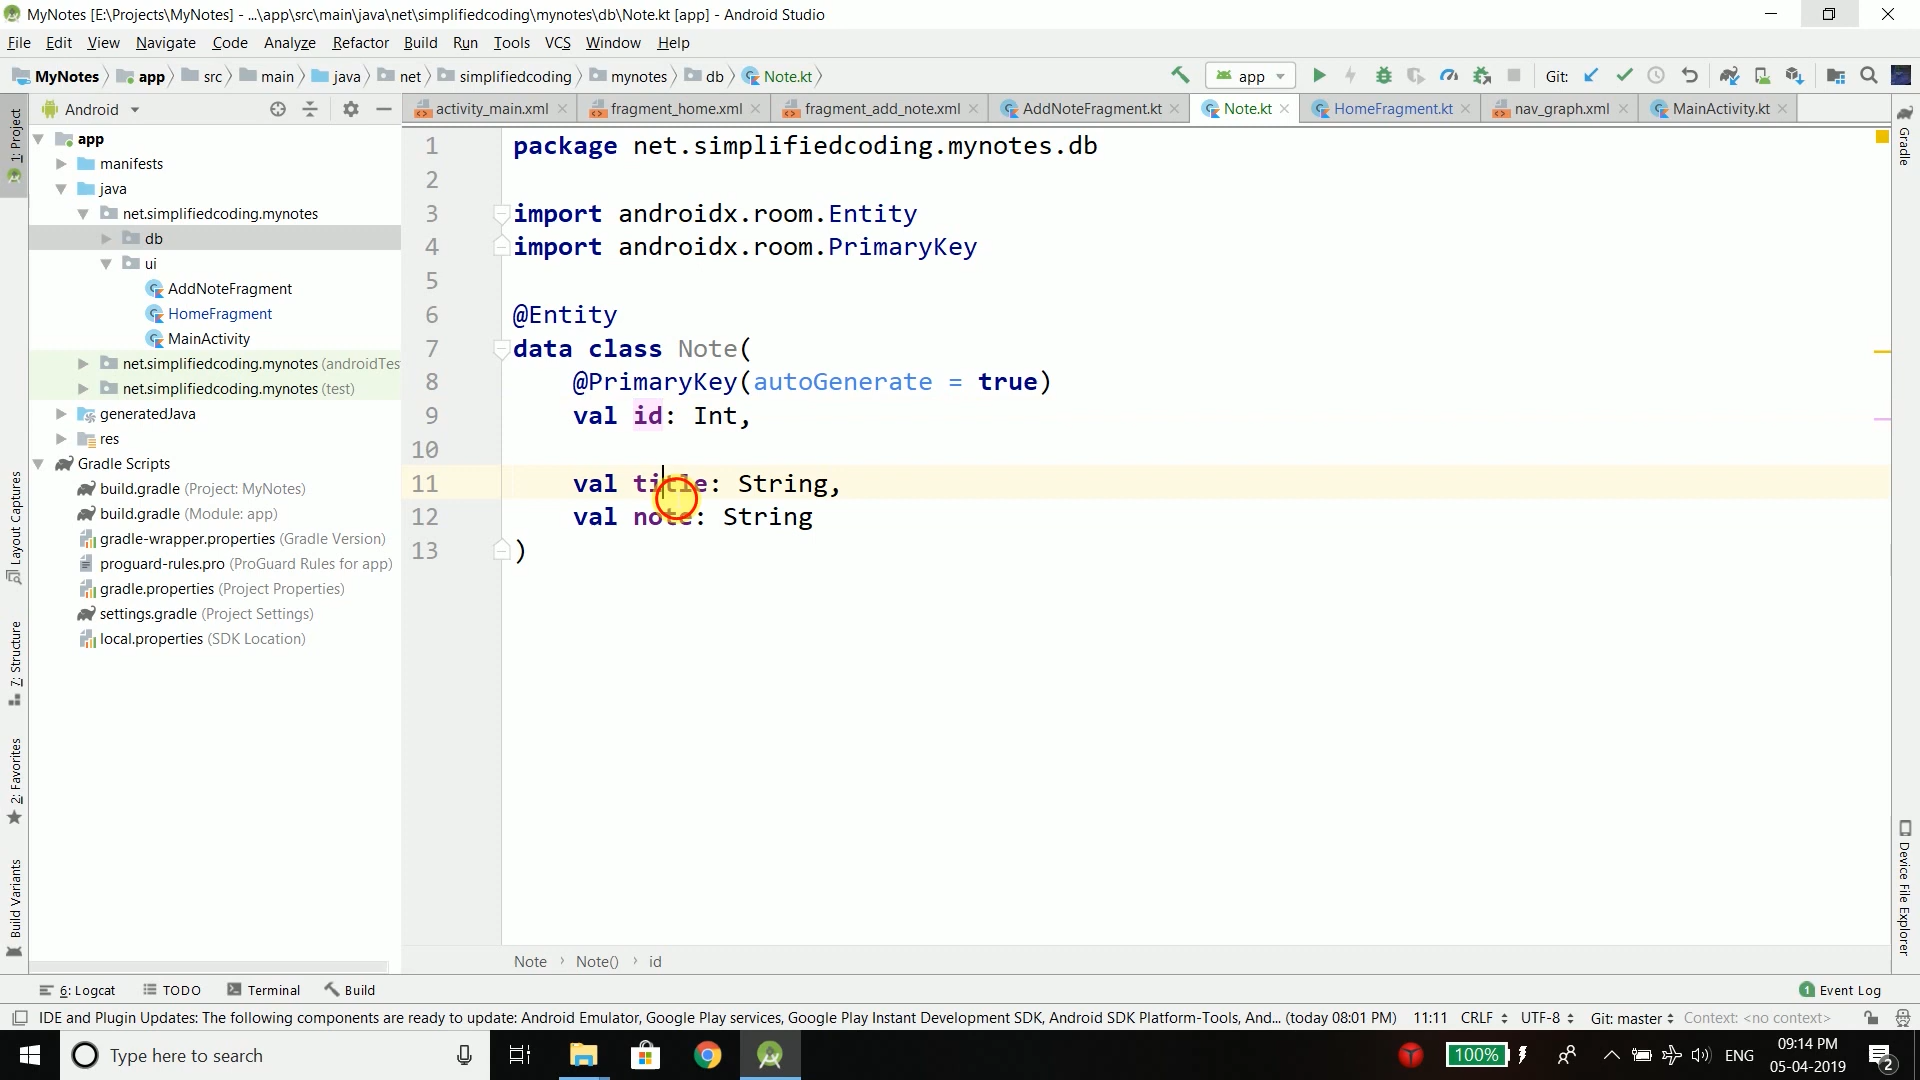 MyNotes [E:\Projects\MyNotes] - ...\app\src\main\java\net\simplifiedcoding\mynotes\db\Note.kt [app] - Android Studio
File Edit View Navigate Code Analyze Refactor Build Run Tools VCS Window Help
MyNotes app src main java net simplifiedcoding mynotes db Note.kt app Git:
1: Project
Layout Captures
7: Structure
2: Favorites
Build Variants
Android
app
manifests
java
net.simplifiedcoding.mynotes
db
ui
AddNoteFragment
HomeFragment
MainActivity
net.simplifiedcoding.mynotes (androidTes
net.simplifiedcoding.mynotes (test)
generatedJava
res
Gradle Scripts
build.gradle (Project: MyNotes)
build.gradle (Module: app)
gradle-wrapper.properties (Gradle Version)
proguard-rules.pro (ProGuard Rules for app)
gradle.properties (Project Properties)
settings.gradle (Project Settings)
local.properties (SDK Location)
activity_main.xml fragment_home.xml fragment_add_note.xml AddNoteFragment.kt Note.kt HomeFragment.kt nav_graph.xml MainActivity.kt
1 package net.simplifiedcoding.mynotes.db
2
3 import androidx.room.Entity
4 import androidx.room.PrimaryKey
5
6 @Entity
7 data class Note(
8 @PrimaryKey(autoGenerate = true)
9 val id: Int,
10
11 val title: String,
12 val note: String
13 )
Note › Note() › id
Gradle
Device File Explorer
6: Logcat TODO Terminal Build 1 Event Log
IDE and Plugin Updates: The following components are ready to update: Android Emulator, Google Play services, Google Play Instant Development SDK, Android SDK Platform-Tools, And... (today 08:01 PM) 11:11 CRLF UTF-8 Git: master Context: <no context>
Type here to search 100% ENG 09:14 PM
05-04-2019 2